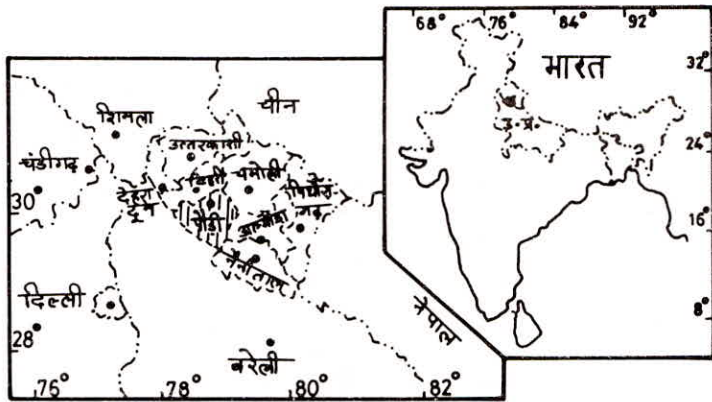 चीन
शिमला
उत्तरकाशी
चंडीगढ़
टिहरी
चमोली
पिथौरा
गढ़
देहरा
दून
30
पौडी
अल्मोड़ा
नैनीताल
दिल्ली
नेपाल
28
बरेली
76°
78°
80°
82°
68°
76°
84°
92°
भारत
32°
उ.प्र.
24°
16°
8°